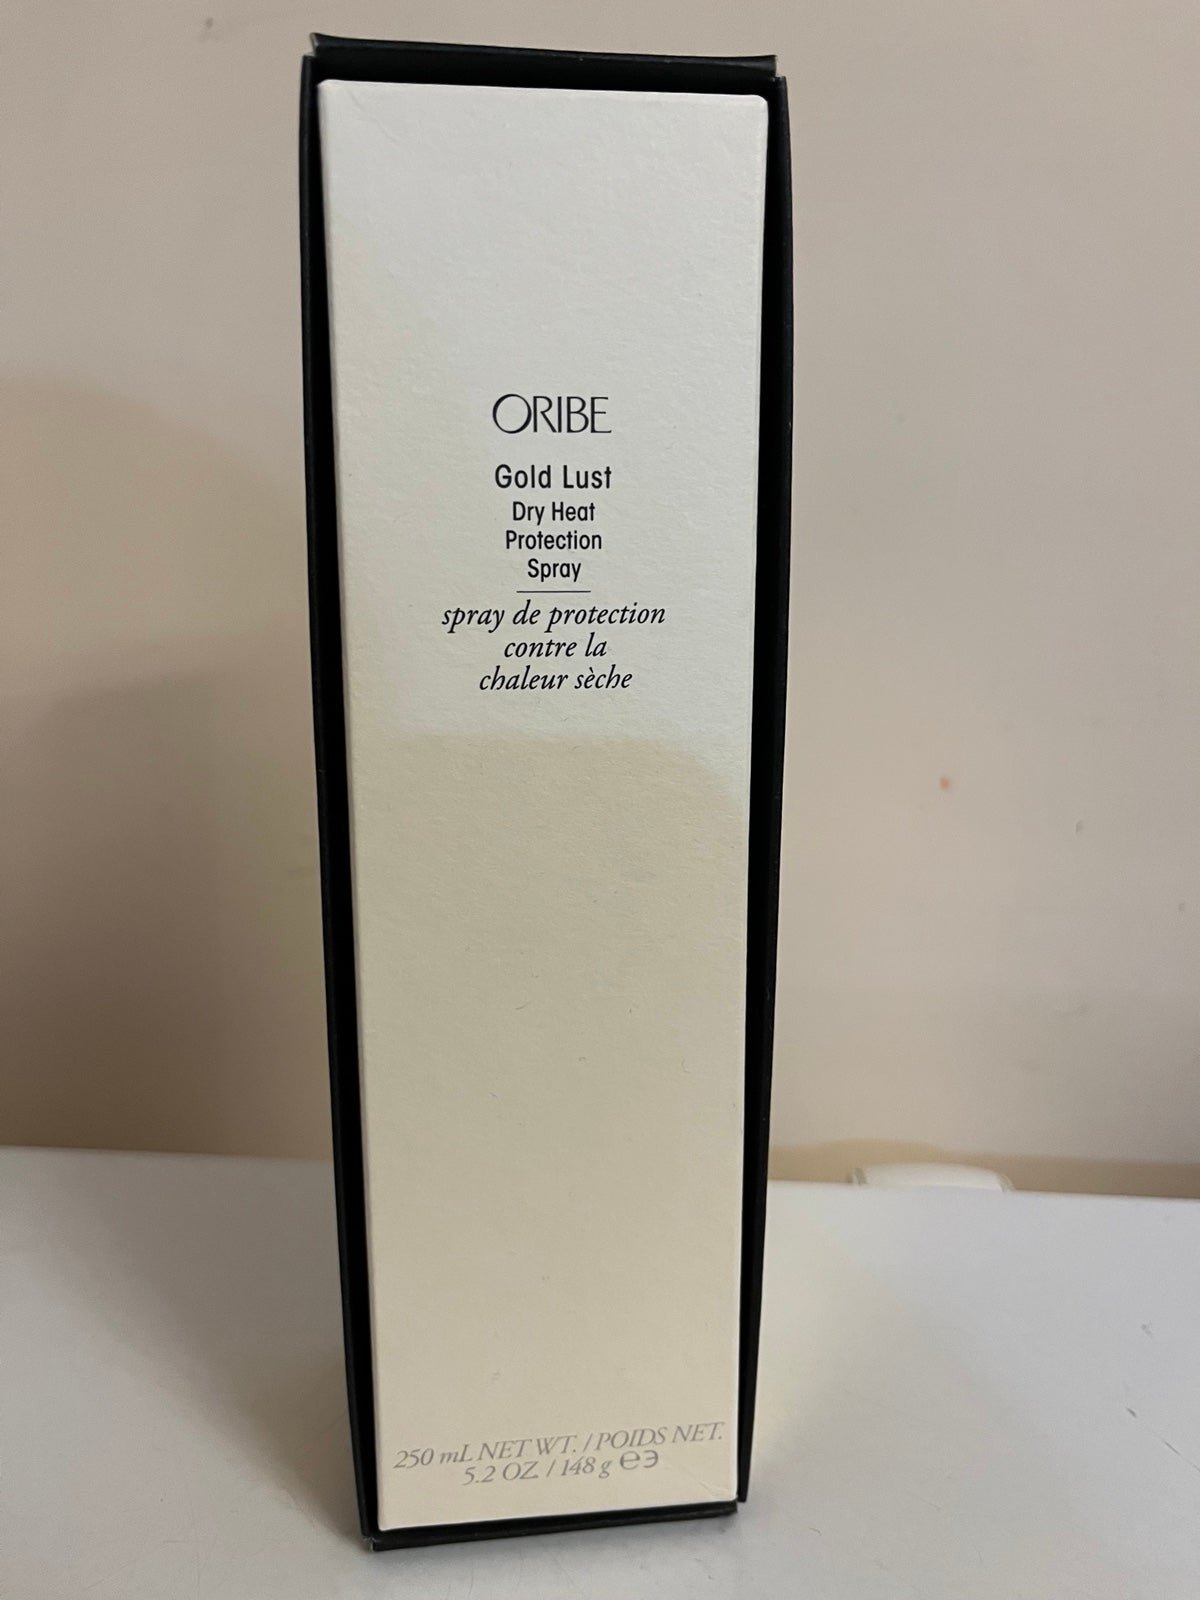 ORIBE
Gold Lust
Dry Heat
Protection
Spray
spray de protection
contre la
chaleur sèche
250 mL NET WT. / POIDS NET.
5.2 OZ. / 148 g ℮ 3